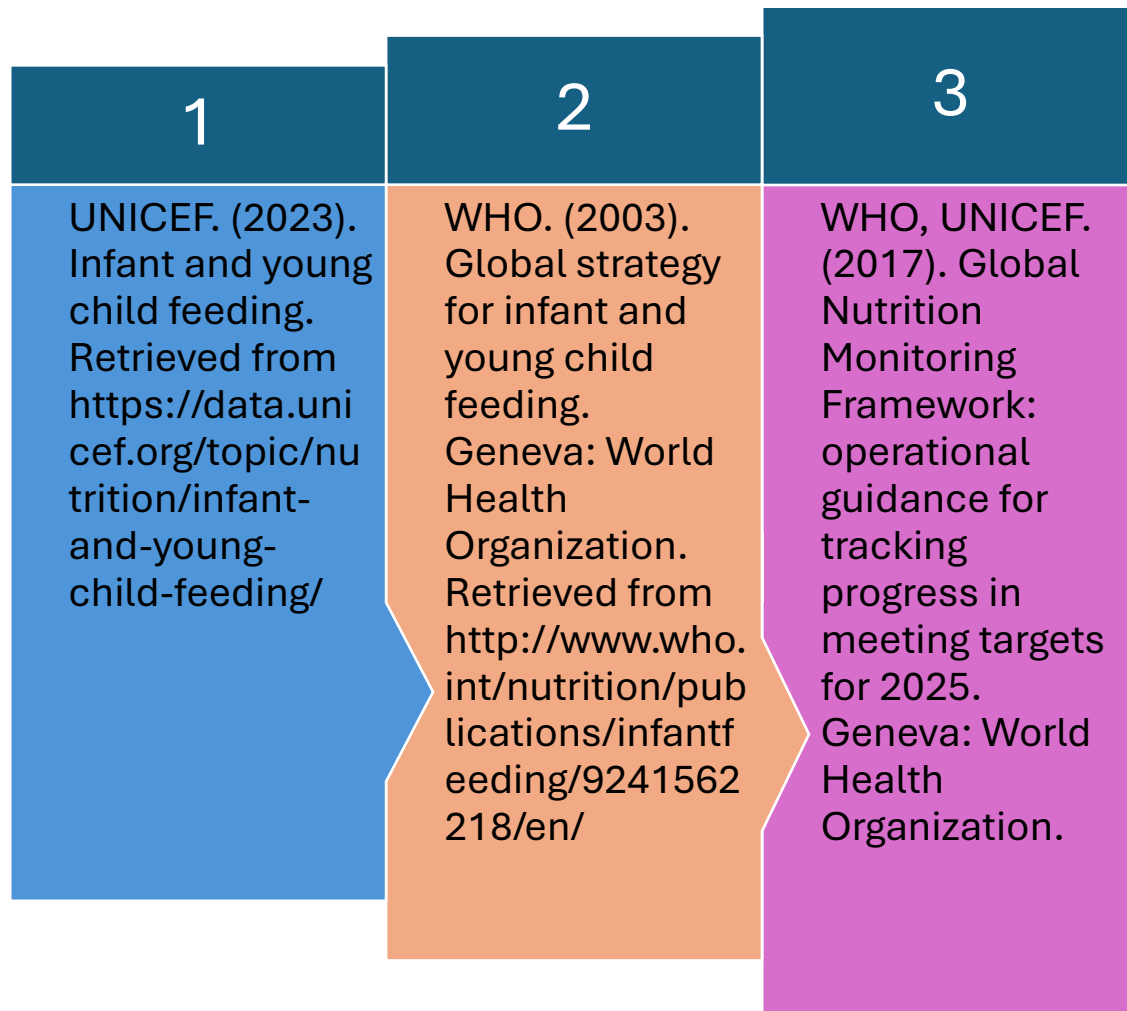 1
UNICEF. (2023).
Infant and young
child feeding.
Retrieved from
https://data.uni
cef.org/topic/nu
trition/infant-
and-young-
child-feeding/
2
WHO. (2003).
Global strategy
for infant and
young child
feeding.
Geneva: World
Health
Organization.
Retrieved from
http://www.who.
int/nutrition/pub
lications/infantf
eeding/9241562
218/en/
3
WHO, UNICEF.
(2017). Global
Nutrition
Monitoring
Framework:
operational
guidance for
tracking
progress in
meeting targets
for 2025.
Geneva: World
Health
Organization.